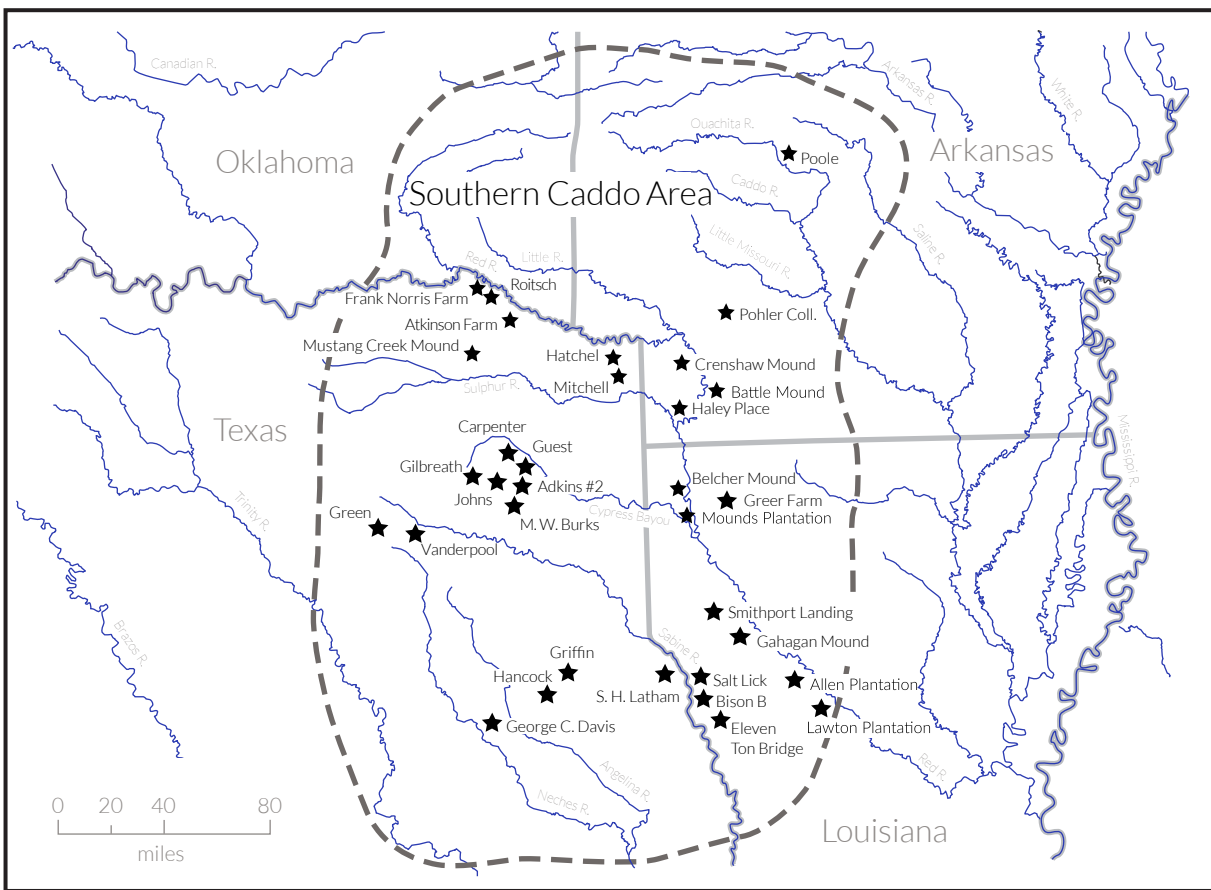 Canadian R.
Arkansas R.
White R.
Ouachita R.
Oklahoma
Arkansas
Poole
Caddo R.
Southern Caddo Area
Saline R.
Little Missouri R.
Little R.
Red R.
Roitsch
Frank Norris Farm
Pohler Coll.
Atkinson Farm
Mustang Creek Mound
Hatchel
Crenshaw Mound
Mitchell
Sulphur R.
Battle Mound
Haley Place
Texas
Mississippi R.
Carpenter
Guest
Gilbreath
Adkins #2
Johns
Belcher Mound
Greer Farm
Trinity R.
Green
M. W. Burks
Cypress Bayou
Mounds Plantation
Vanderpool
Smithport Landing
Gahagan Mound
Brazos R.
Sabine R.
Griffin
Hancock
S. H. Latham
Salt Lick
Allen Plantation
Bison B
George C. Davis
Eleven
Ton Bridge
Lawton Plantation
Angelina R.
Neches R.
Red R.
0 20 40 80
miles
Louisiana